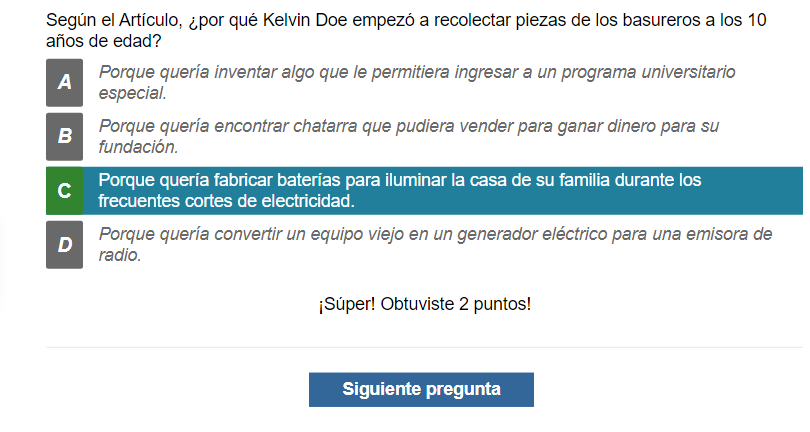 Según el Artículo, ¿por qué Kelvin Doe empezó a recolectar piezas de los basureros a los 10
años de edad?
A
Porque quería inventar algo que le permitiera ingresar a un programa universitario
especial.
B
Porque quería encontrar chatarra que pudiera vender para ganar dinero para su
fundación.
C
Porque quería fabricar baterías para iluminar la casa de su familia durante los
frecuentes cortes de electricidad.
D
Porque quería convertir un equipo viejo en un generador eléctrico para una emisora de
radio.
¡Súper! Obtuviste 2 puntos!
Siguiente pregunta